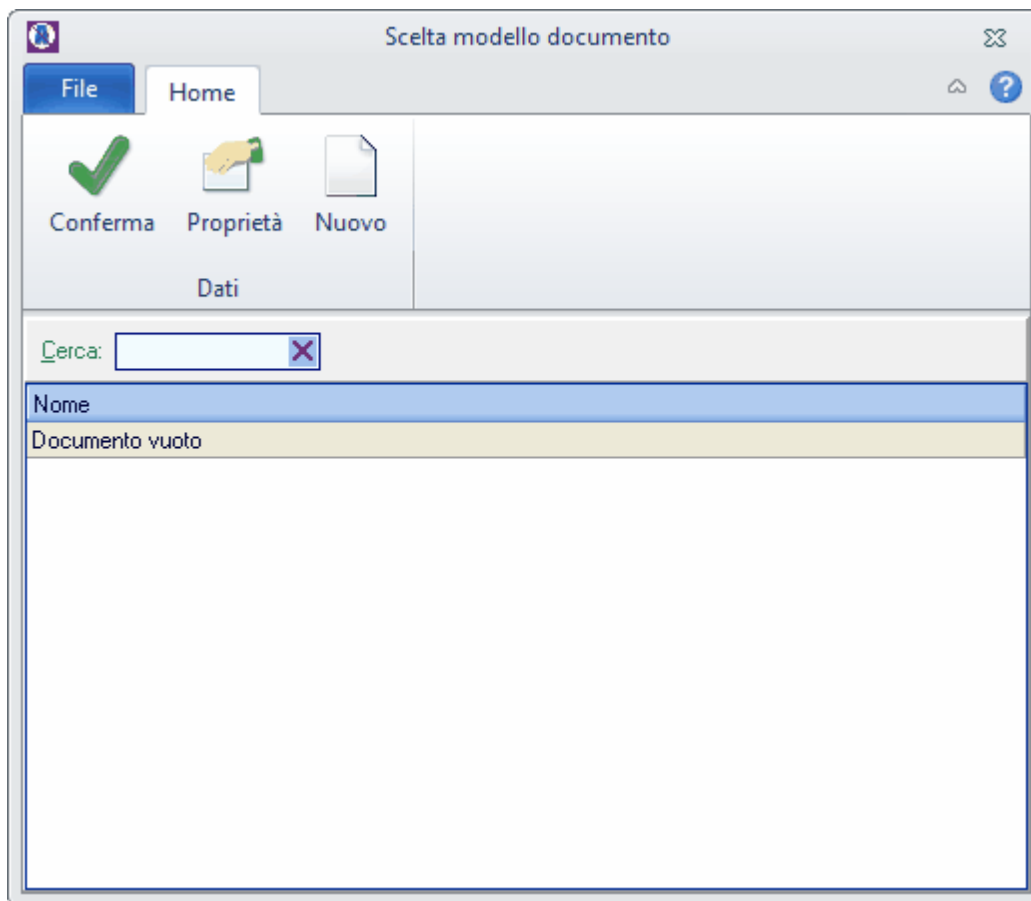 Scelta modello documento
File Home
Conferma Proprietà Nuovo
Dati
Cerca:
Nome
Documento vuoto